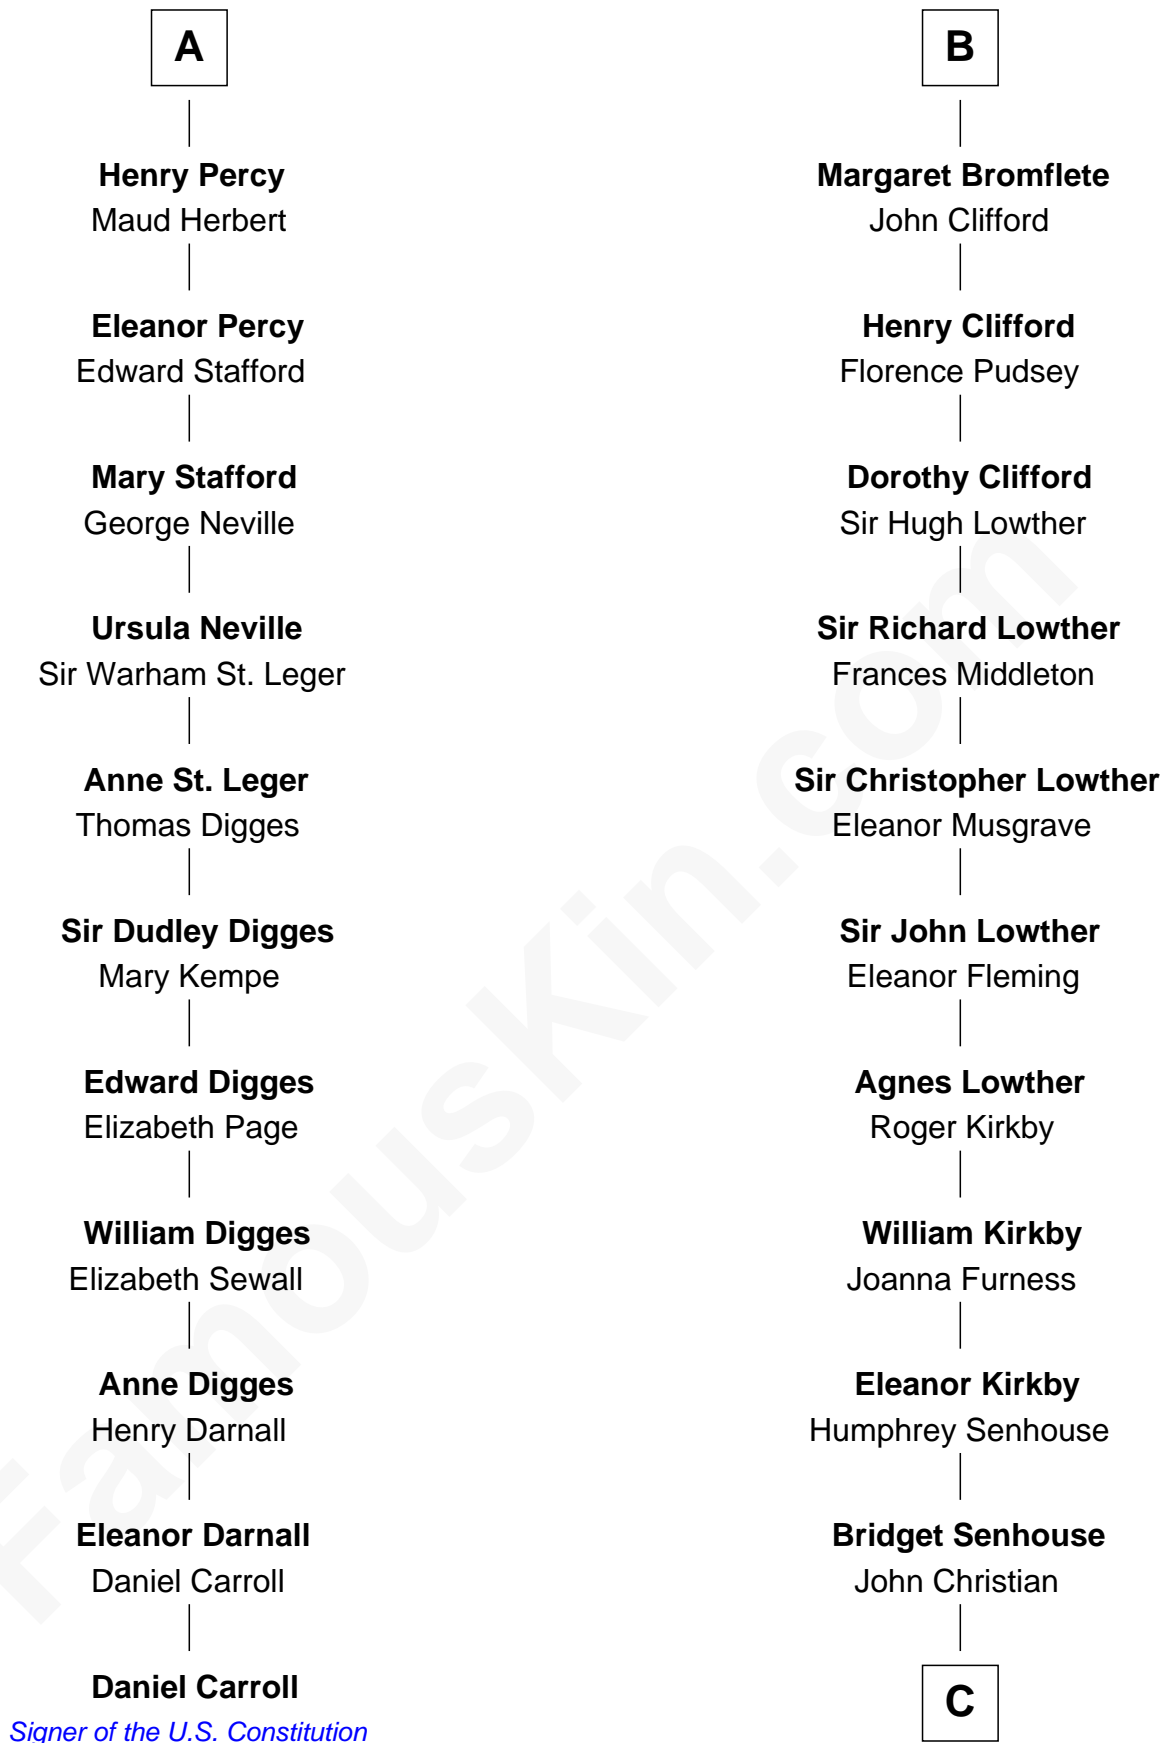 A
Henry Percy
Maud Herbert
Eleanor Percy
Edward Stafford
Mary Stafford
George Neville
Ursula Neville
Sir Warham St. Leger
Anne St. Leger
Thomas Digges
Sir Dudley Digges
Mary Kempe
Edward Digges
Elizabeth Page
William Digges
Elizabeth Sewall
Anne Digges
Henry Darnall
Eleanor Darnall
Daniel Carroll
Daniel Carroll
Signer of the U.S. Constitution
B
Margaret Bromflete
John Clifford
Henry Clifford
Florence Pudsey
Dorothy Clifford
Sir Hugh Lowther
Sir Richard Lowther
Frances Middleton
Sir Christopher Lowther
Eleanor Musgrave
Sir John Lowther
Eleanor Fleming
Agnes Lowther
Roger Kirkby
William Kirkby
Joanna Furness
Eleanor Kirkby
Humphrey Senhouse
Bridget Senhouse
John Christian
C
FamousKin.com